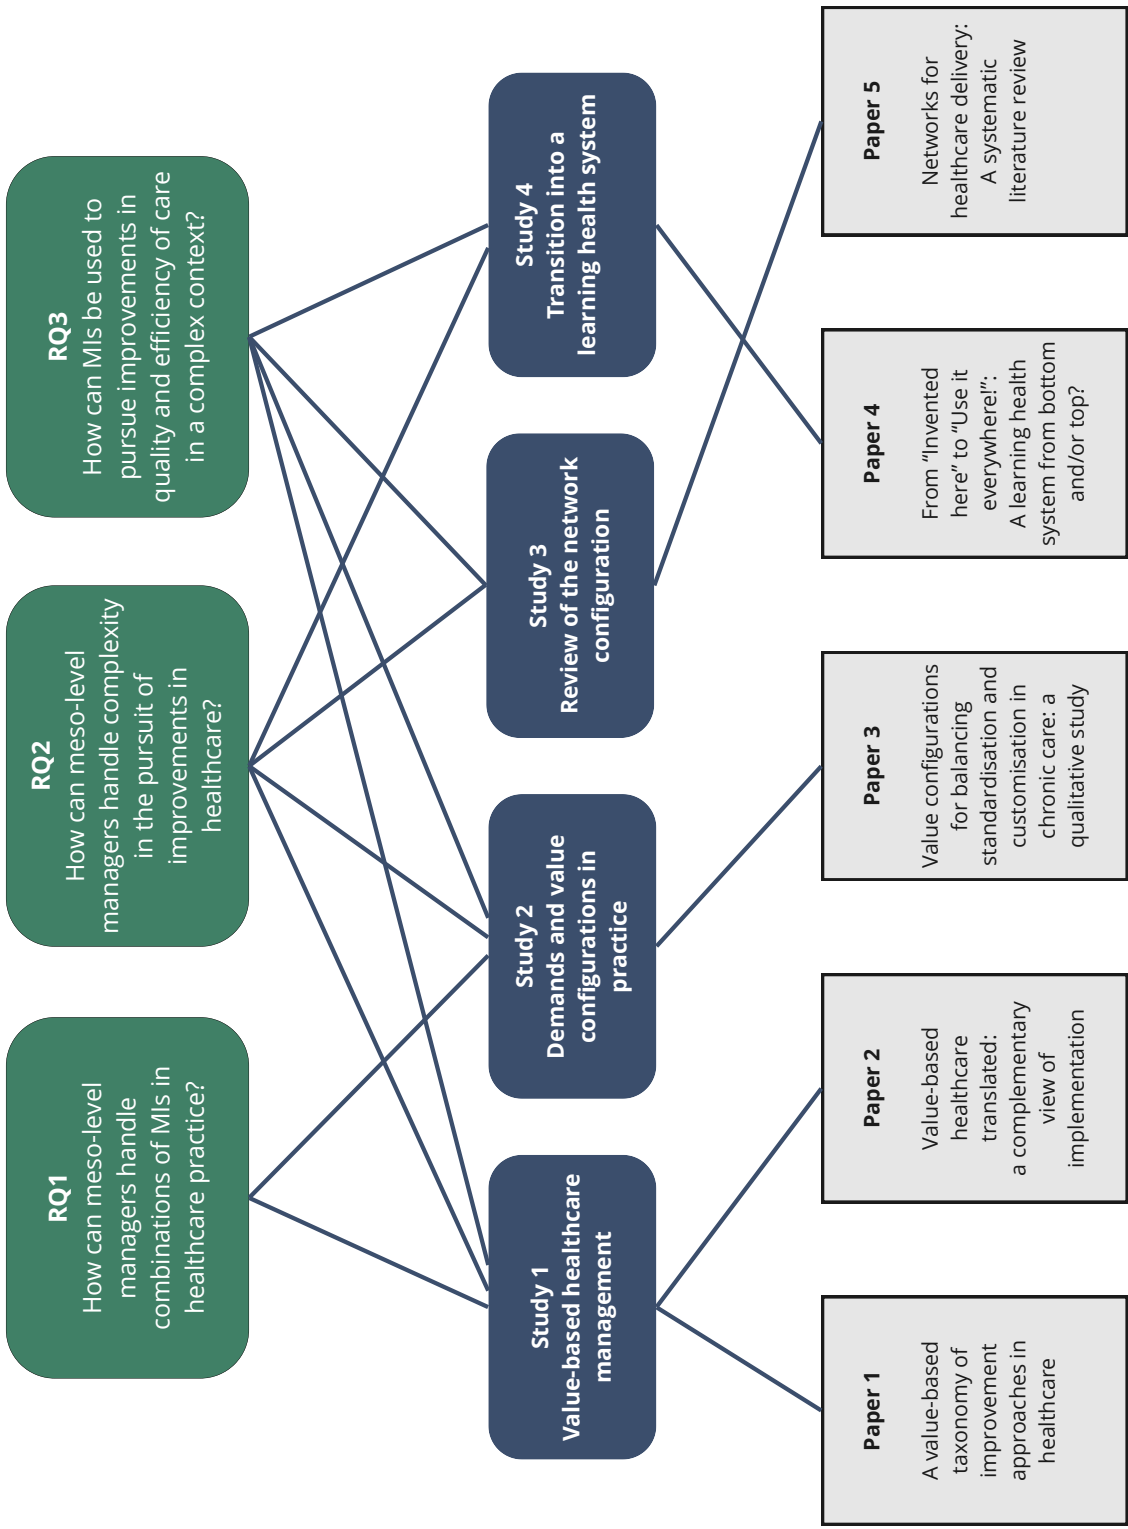 RQ1
How can meso-level
managers handle
combinations of MIs in
healthcare practice?
RQ2
How can meso-level
managers handle complexity
in the pursuit of
improvements in
healthcare?
RQ3
How can MIs be used to
pursue improvements in
quality and efficiency of care
in a complex context?
Study 1
Value-based healthcare
management
Study 2
Demands and value
configurations in
practice
Study 3
Review of the network
configuration
Study 4
Transition into a
learning health system
Paper 1
A value-based
taxonomy of
improvement
approaches in
healthcare
Paper 2
Value-based
healthcare
translated:
a complementary
view of
implementation
Paper 3
Value configurations
for balancing
standardisation and
customisation in
chronic care: a
qualitative study
Paper 4
From “Invented
here” to “Use it
everywhere!”:
A learning health
system from bottom
and/or top?
Paper 5
Networks for
healthcare delivery:
A systematic
literature review